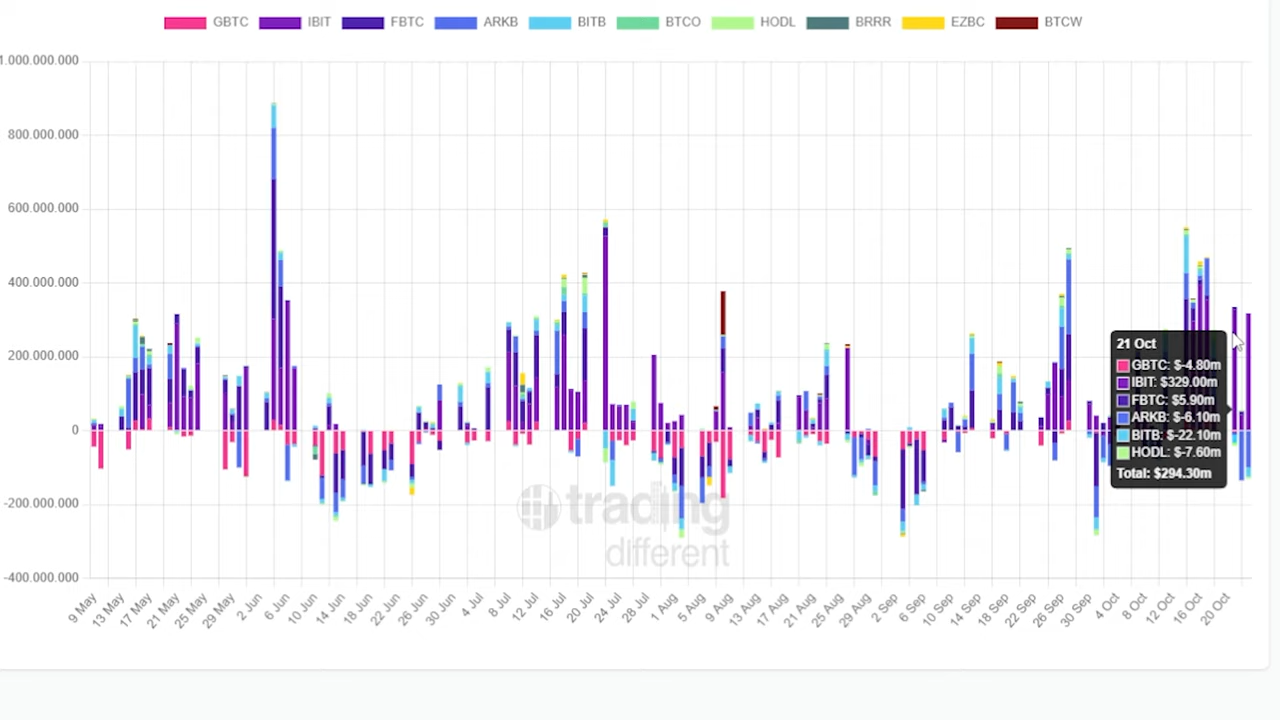 GBTC IBIT FBTC ARKB BITB BTCO HODL BRRR EZBC BTCW
1.000.000.000
800.000.000
600.000.000
400.000.000
200.000.000
0
-200.000.000
-400.000.000
21 Oct
GBTC: $-4.80m
IBIT: $329.00m
FBTC: $5.90m
ARKB: $-6.10m
BITB: $-22.10m
HODL: $-7.60m
Total: $294.30m
trading
different
9 May 13 May 17 May 21 May 25 May 29 May 2 Jun 6 Jun 10 Jun 14 Jun 18 Jun 22 Jun 26 Jun 30 Jun 4 Jul 8 Jul 12 Jul 16 Jul 20 Jul 24 Jul 28 Jul 1 Aug 5 Aug 9 Aug 13 Aug 17 Aug 21 Aug 25 Aug 29 Aug 2 Sep 6 Sep 10 Sep 14 Sep 18 Sep 22 Sep 26 Sep 30 Sep 4 Oct 8 Oct 12 Oct 16 Oct 20 Oct